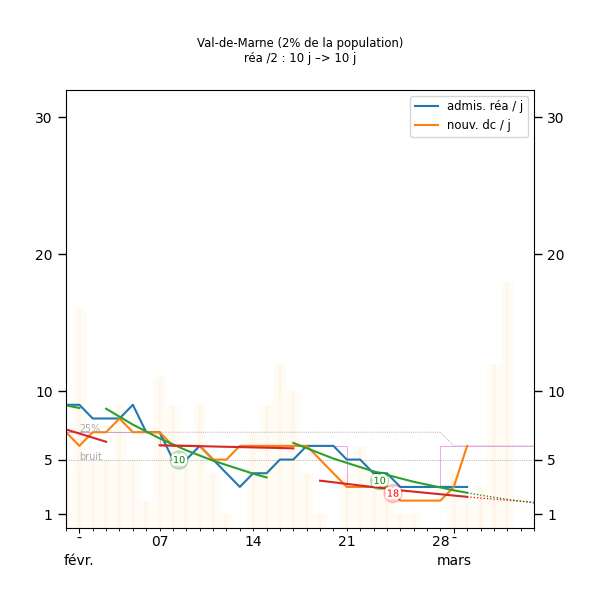 Val-de-Marne (2% de la population)
réa /2 : 10 j –> 10 j
admis. réa / j
nouv. dc / j
30
30
20
20
10
10
25%
bruit
5
5
10
10
18
1
1
07
14
21
28
févr.
mars